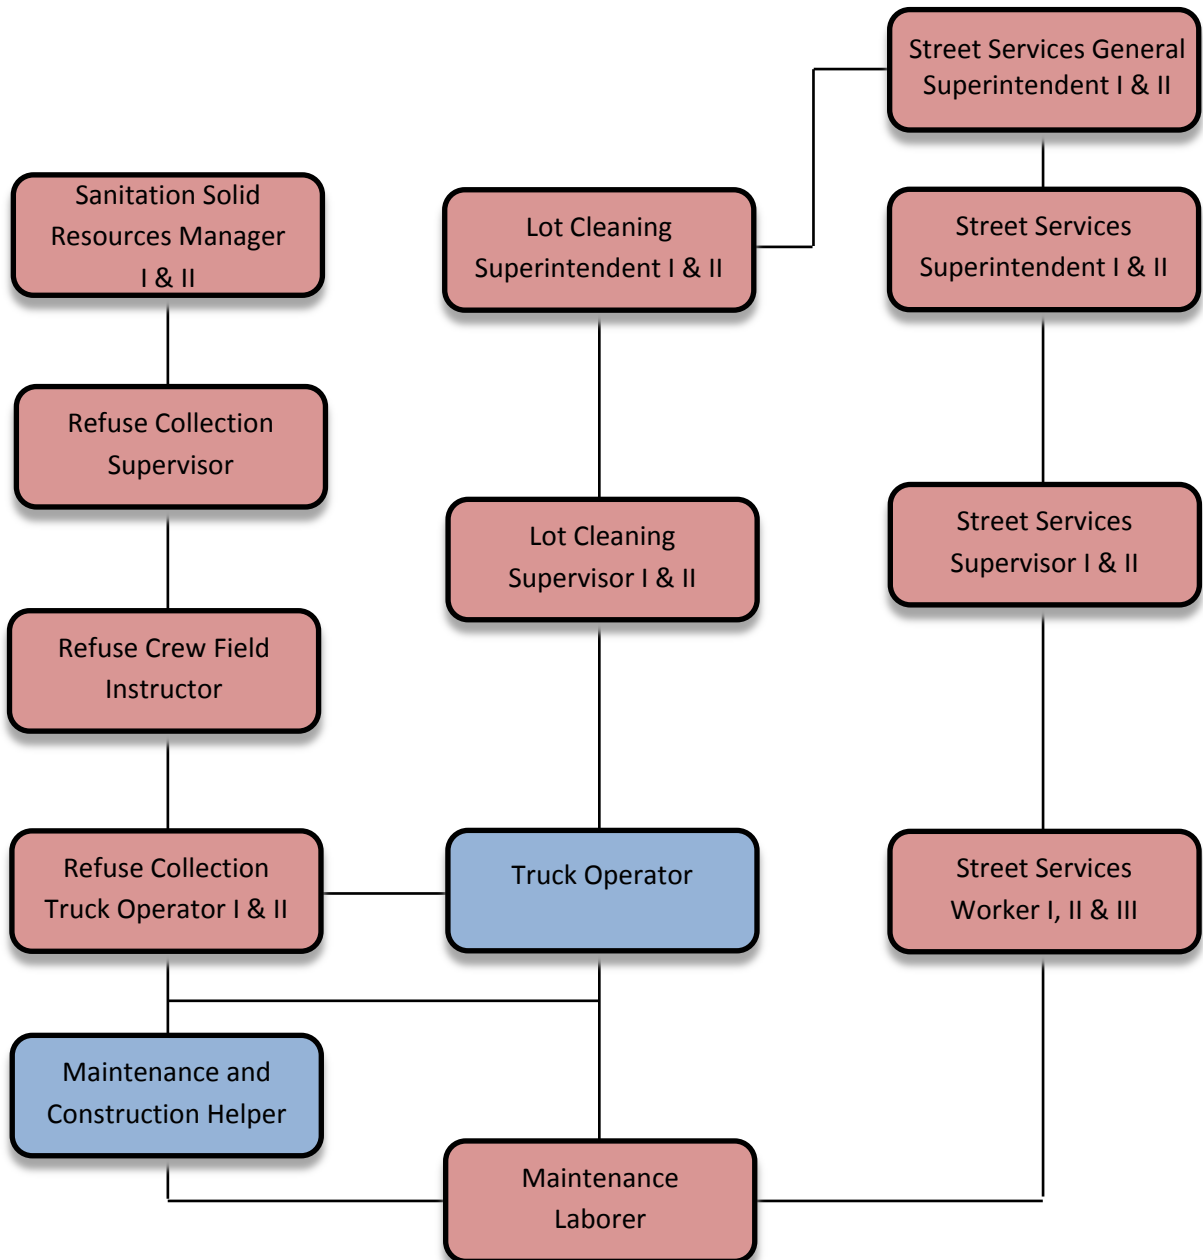 Street Services General
Superintendent I & II
Sanitation Solid
Resources Manager
I & II
Lot Cleaning
Superintendent I & II
Street Services
Superintendent I & II
Refuse Collection
Supervisor
Lot Cleaning
Supervisor I & II
Street Services
Supervisor I & II
Refuse Crew Field
Instructor
Refuse Collection
Truck Operator I & II
Truck Operator
Street Services
Worker I, II & III
Maintenance and
Construction Helper
Maintenance
Laborer